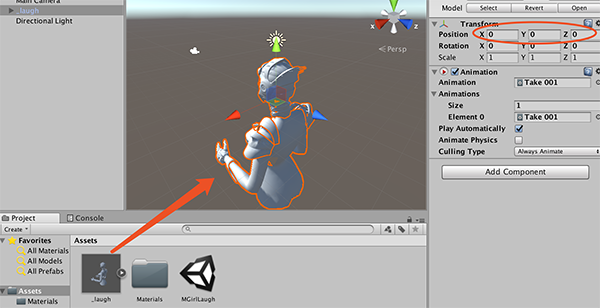 Main Camera
_laugh
Directional Light
Persp
Model
Select
Revert
Open
Transform
Position X 0 Y 0 Z 0
Rotation X 0 Y 0 Z 0
Scale X 1 Y 1 Z 1
Animation
Animation Take 001
Animations
Size 1
Element 0 Take 001
Play Automatically
Animate Physics
Culling Type Always Animate
Add Component
Project
Console
Create
Favorites
All Materials
All Models
All Prefabs
Assets
Materials
Assets
_laugh
Materials
MGirlLaugh